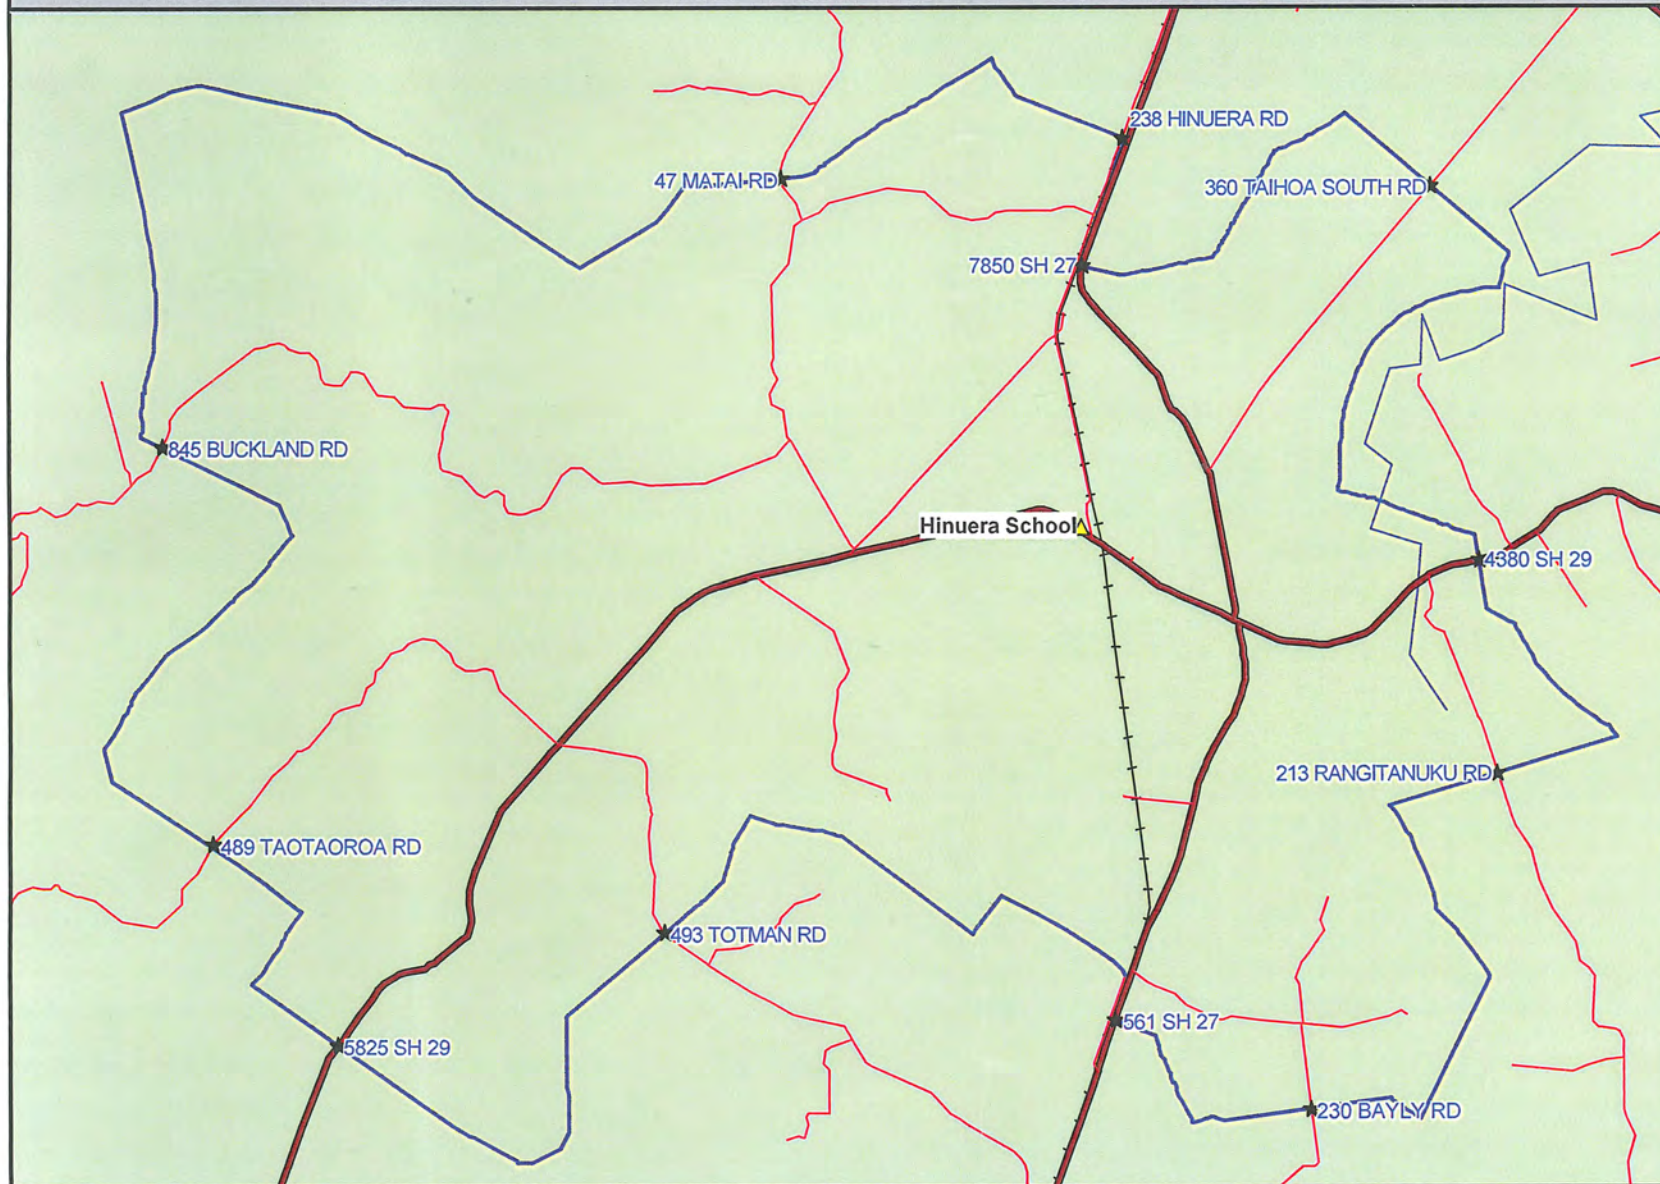 238 HINUERA RD
47 MATAI RD
360 TAIHOA SOUTH RD
7850 SH 27
845 BUCKLAND RD
Hinuera School
4380 SH 29
213 RANGITANUKU RD
489 TAOTAOROA RD
493 TOTMAN RD
561 SH 27
5825 SH 29
230 BAYLY RD